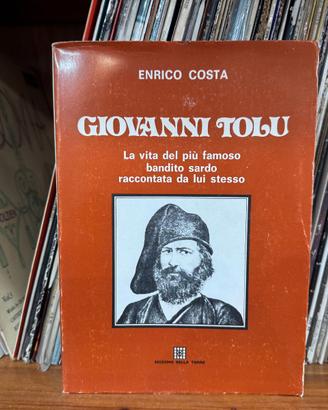 ENRICO COSTA
GIOVANNI TOLU
La vita del più famoso
bandito sardo
raccontata da lui stesso
EDIZIONI DELLA TORRE